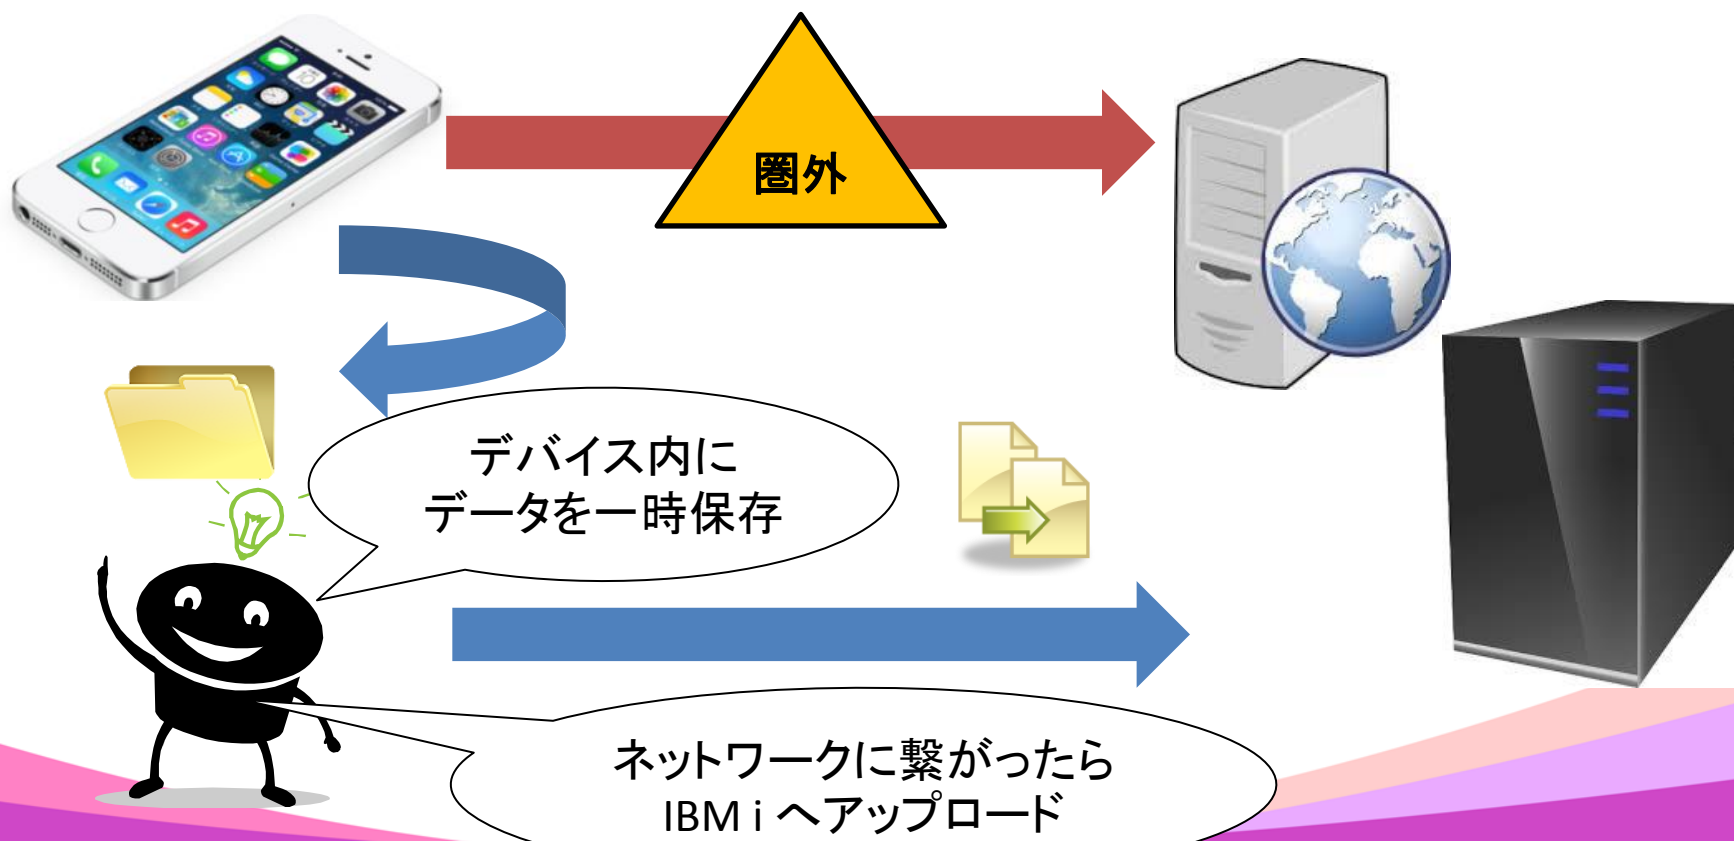 圏外
デバイス内に
データを一時保存
ネットワークに繋がったら
IBM i へアップロード